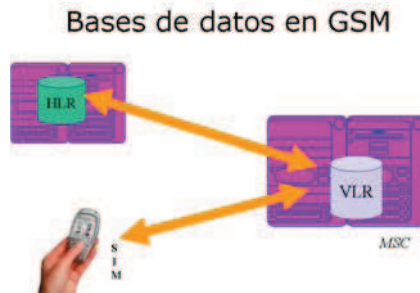 Bases de datos en GSM
HLR
VLR
S
I
M
MSC